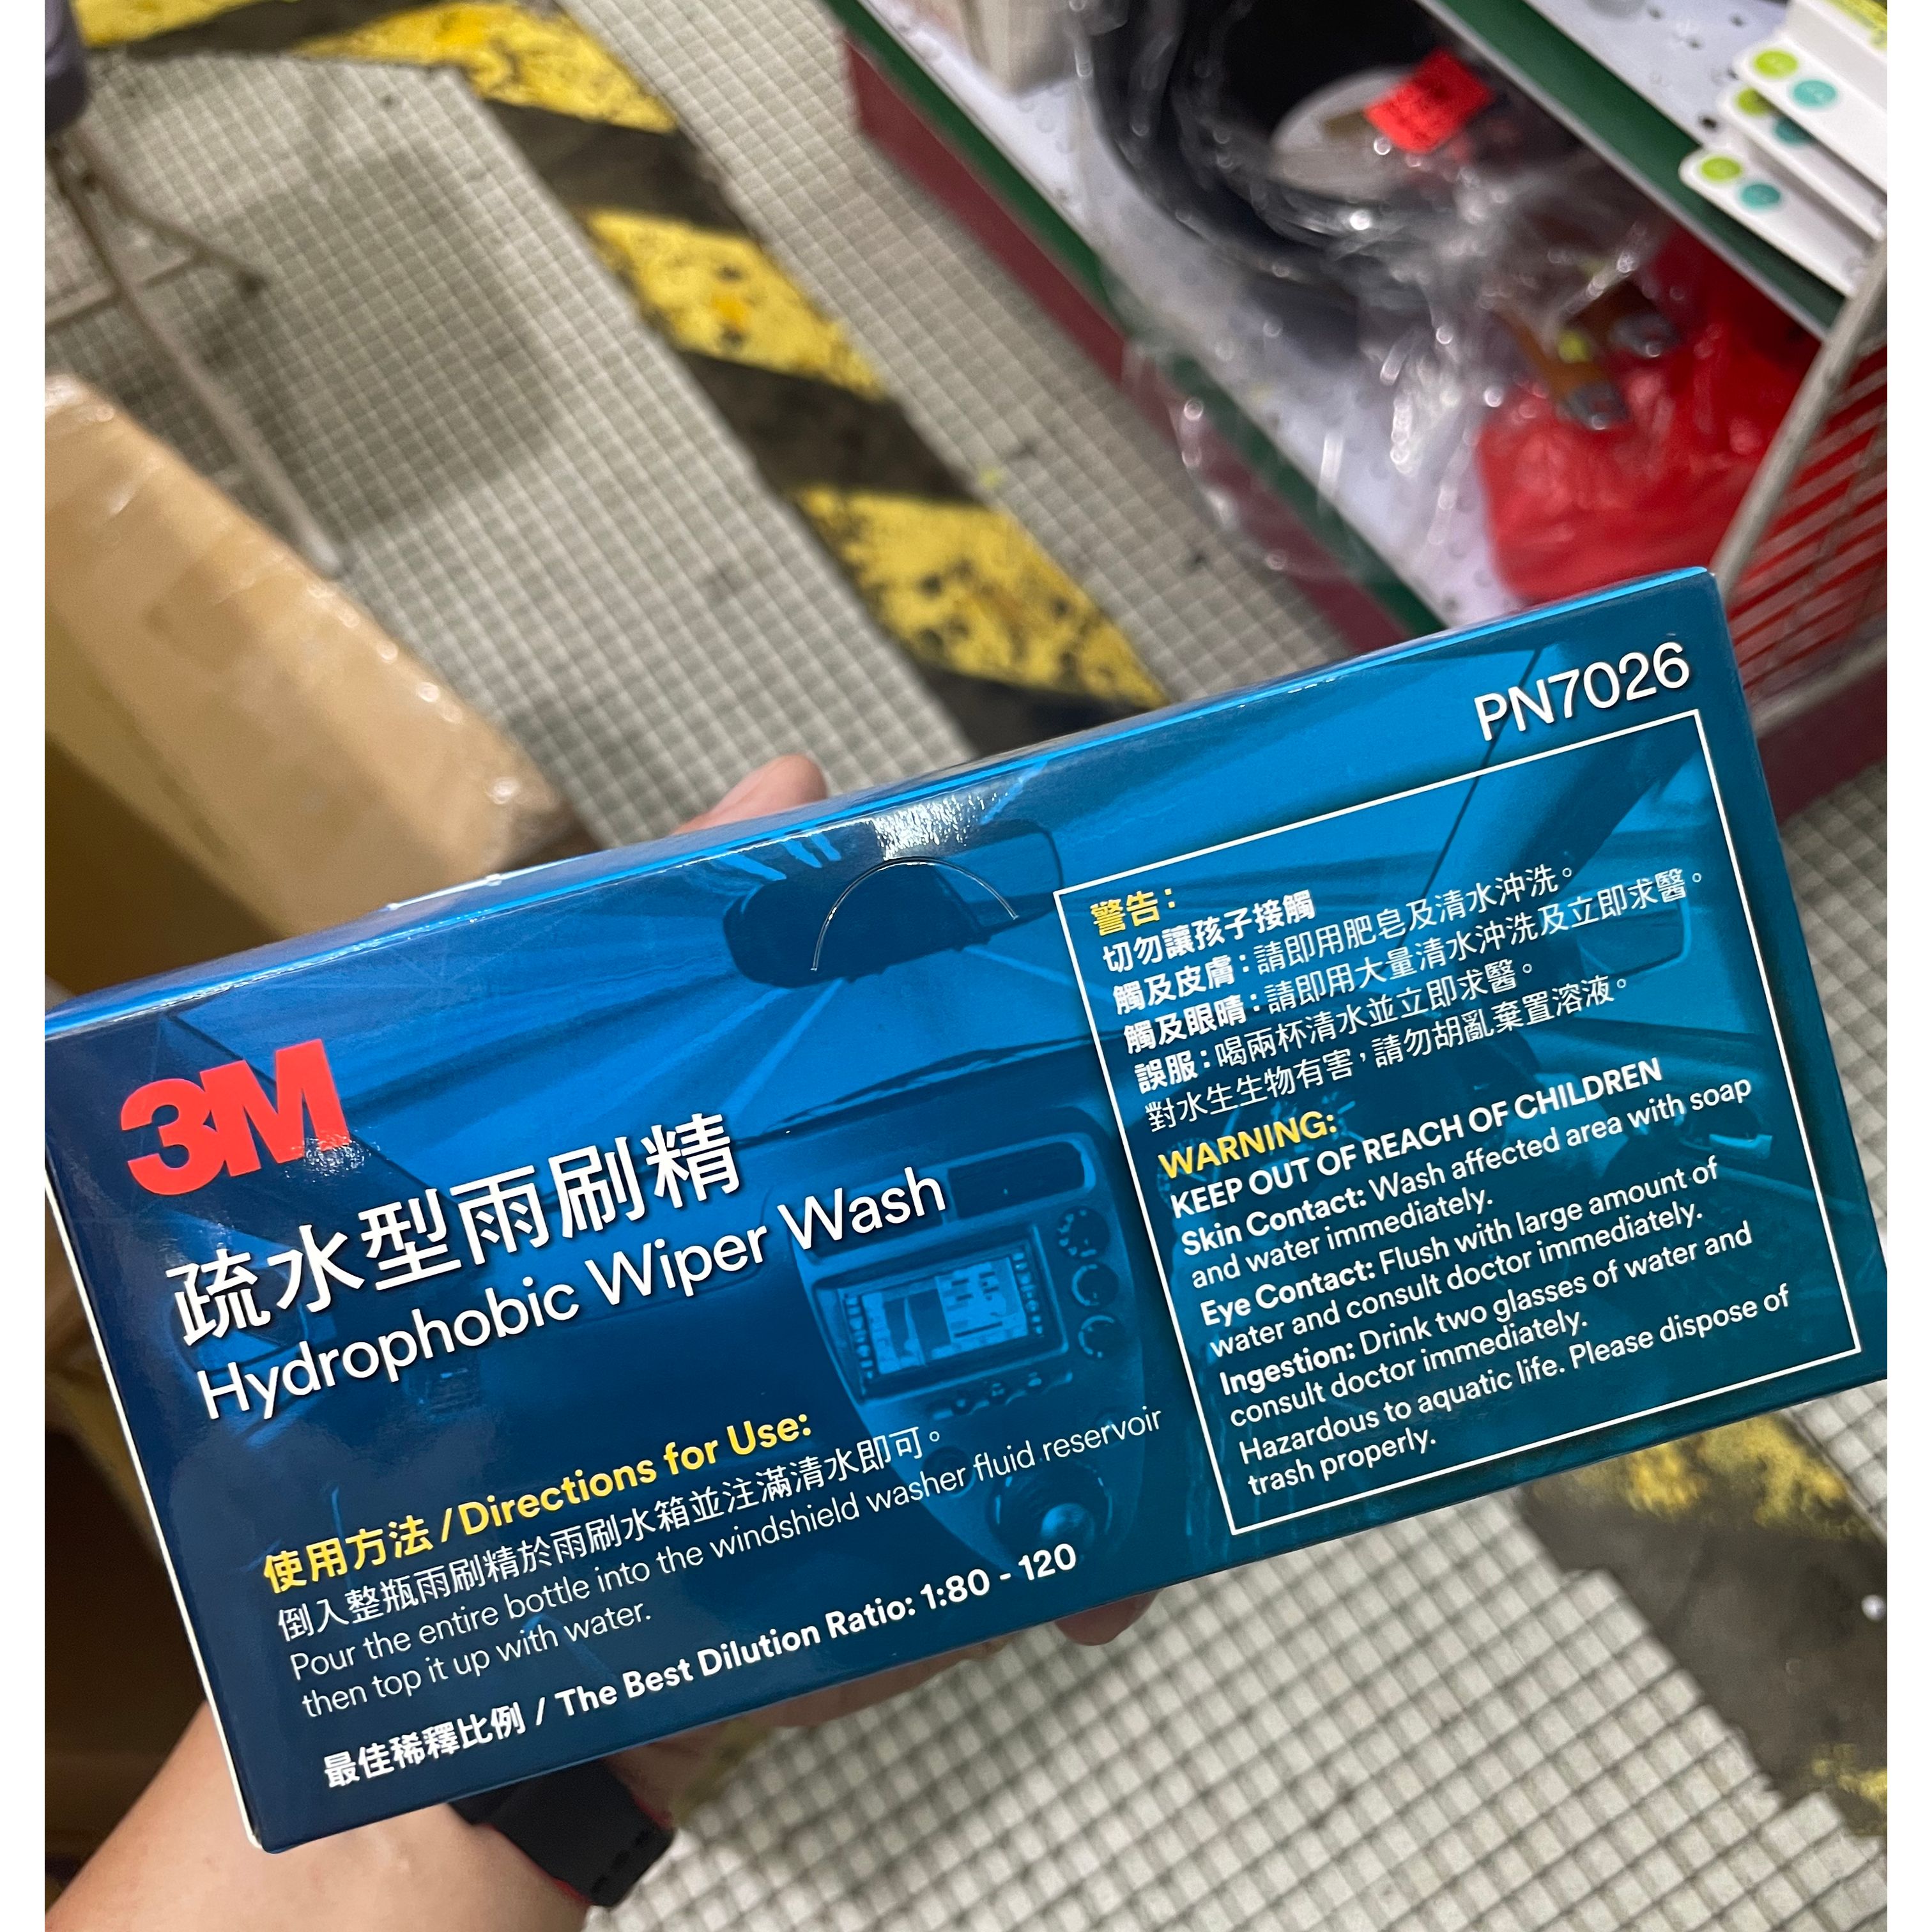 PN7026
3M
疏水型雨刷精
Hydrophobic Wiper Wash
使用方法 / Directions for Use:
倒入整瓶雨刷精於雨刷水箱並注滿清水即可。
Pour the entire bottle into the windshield washer fluid reservoir
then top it up with water.
最佳稀釋比例 / The Best Dilution Ratio: 1:80 - 120
警告：
切勿讓孩子接觸
觸及皮膚：請即用肥皂及清水沖洗。
觸及眼晴：請即用大量清水沖洗及立即求醫。
誤服：喝兩杯清水並立即求醫。
對水生生物有害，請勿胡亂棄置溶液。
WARNING:
KEEP OUT OF REACH OF CHILDREN
Skin Contact: Wash affected area with soap
and water immediately.
Eye Contact: Flush with large amount of
water and consult doctor immediately.
Ingestion: Drink two glasses of water and
consult doctor immediately.
Hazardous to aquatic life. Please dispose of
trash properly.